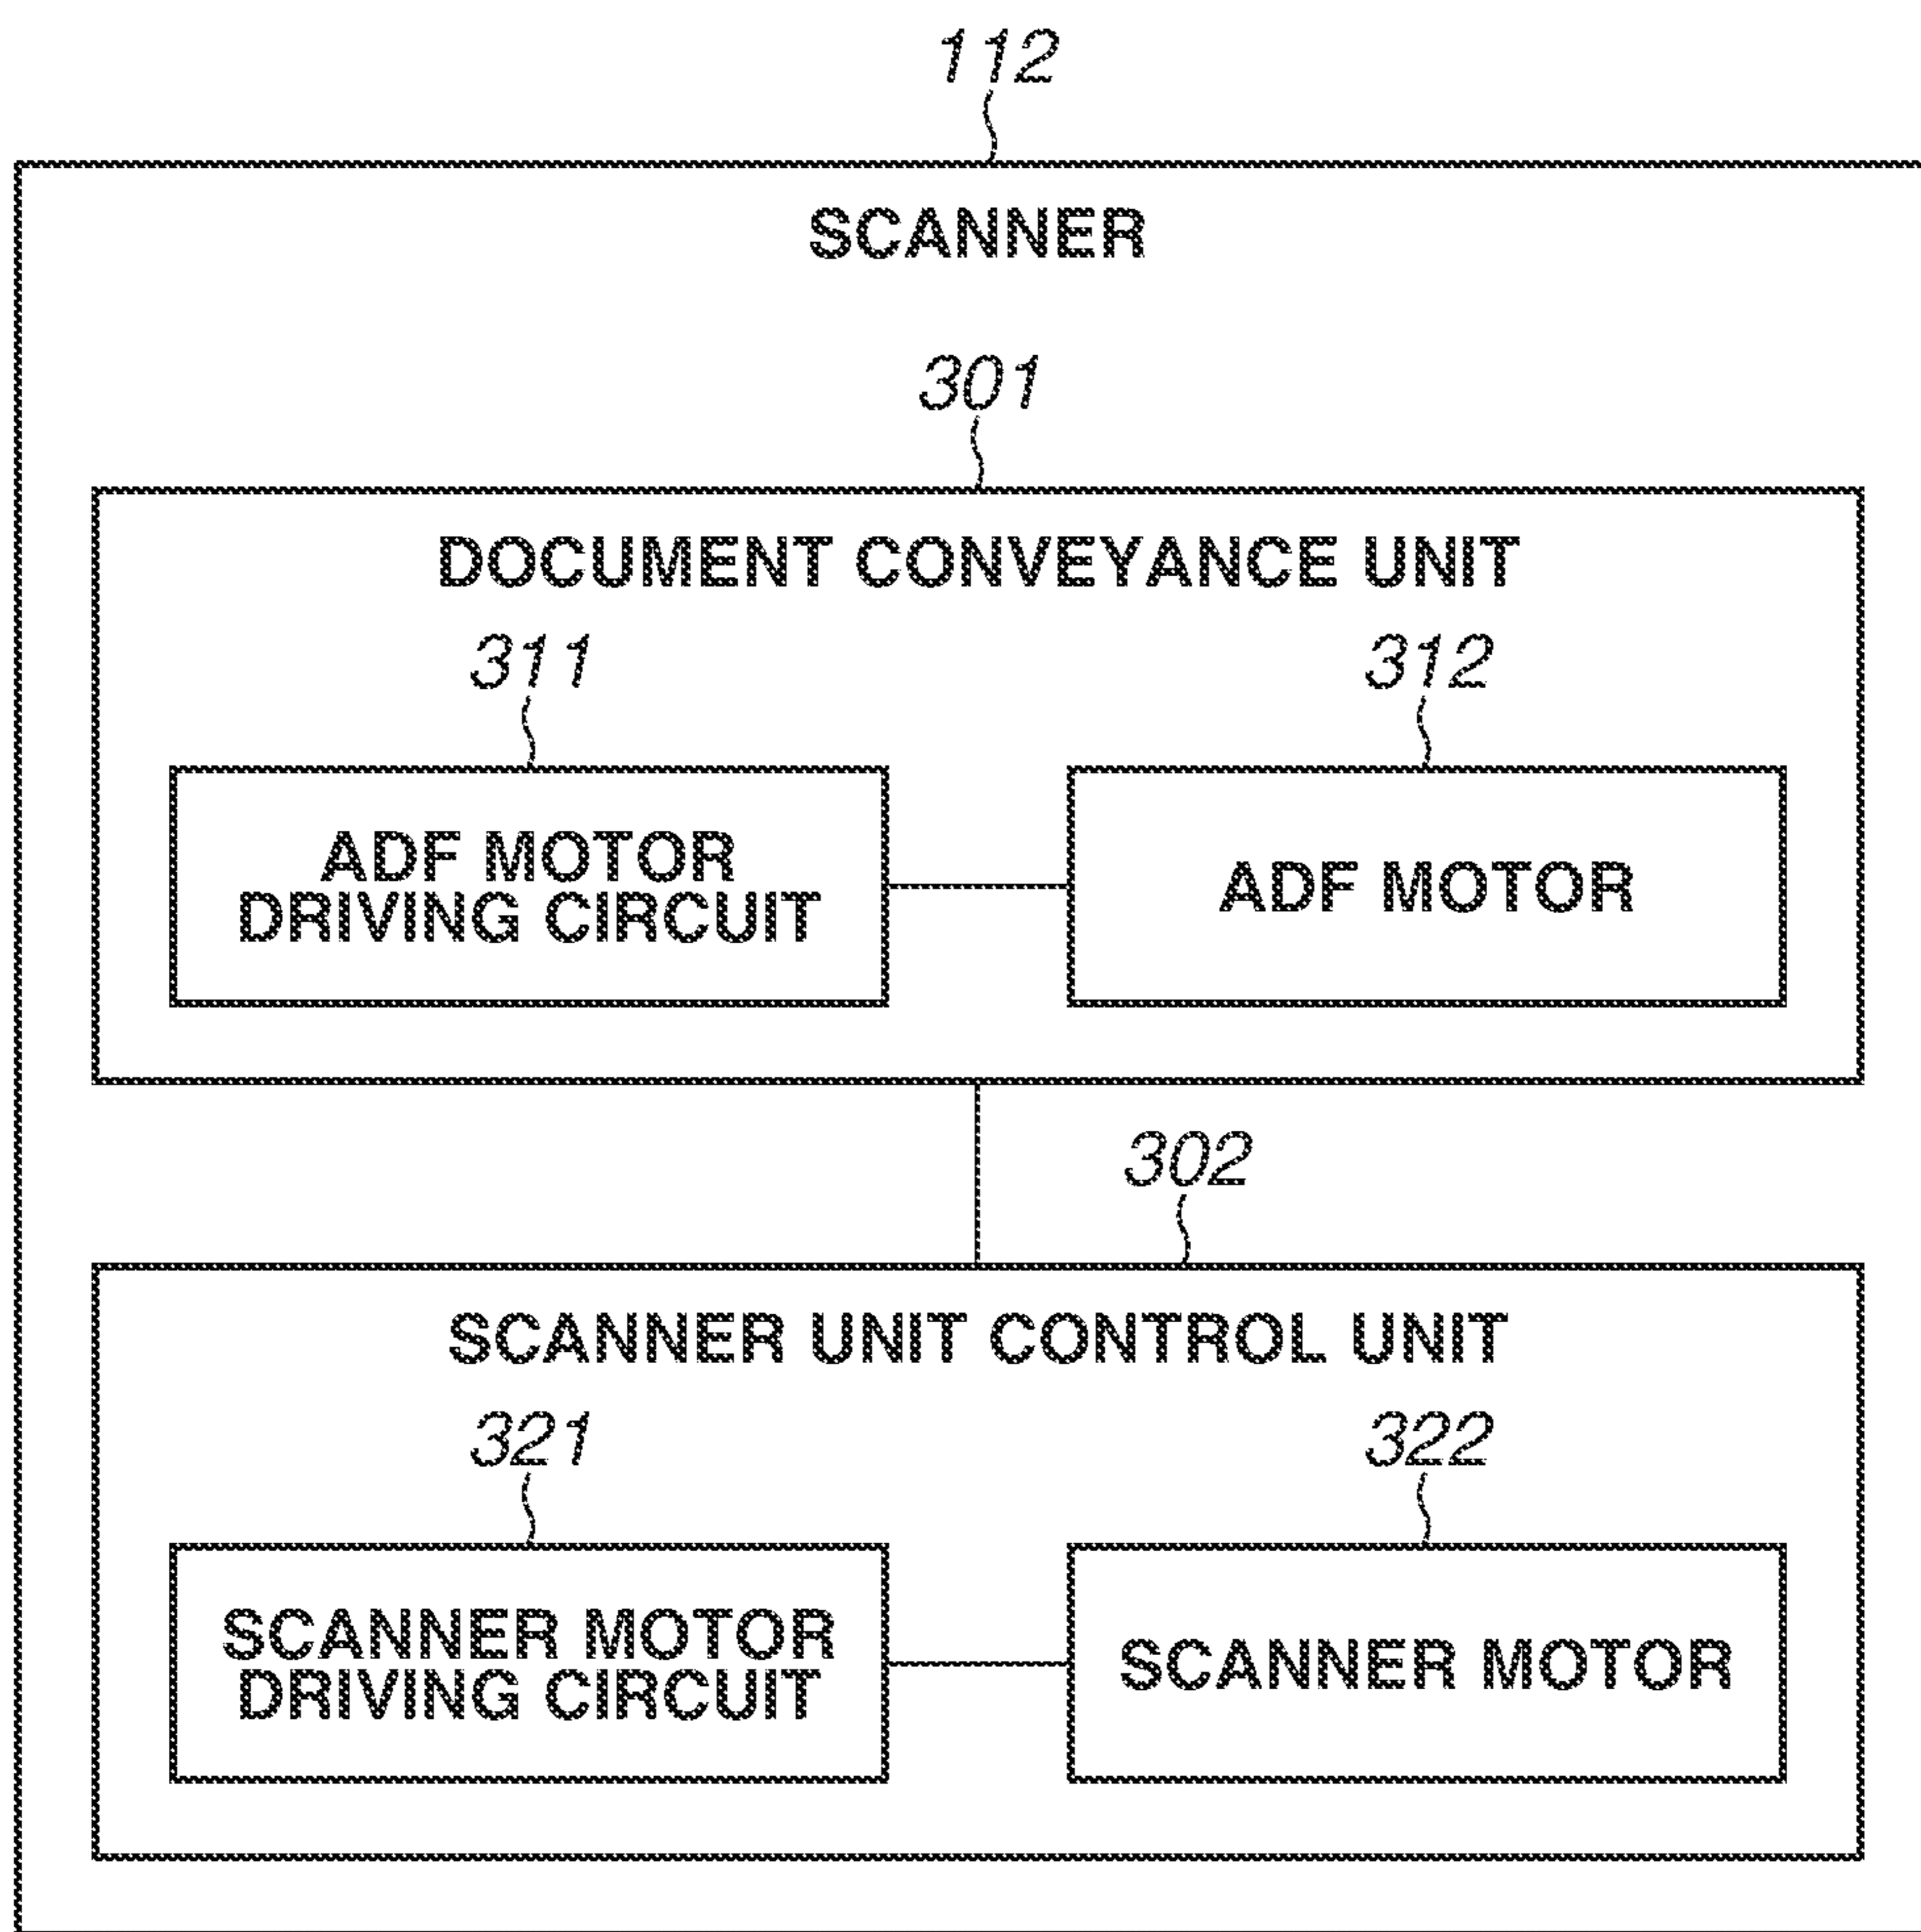 112
SCANNER
301
DOCUMENT CONVEYANCE UNIT
311
312
ADF MOTOR
DRIVING CIRCUIT
ADF MOTOR
302
SCANNER UNIT CONTROL UNIT
321
322
SCANNER MOTOR
DRIVING CIRCUIT
SCANNER MOTOR